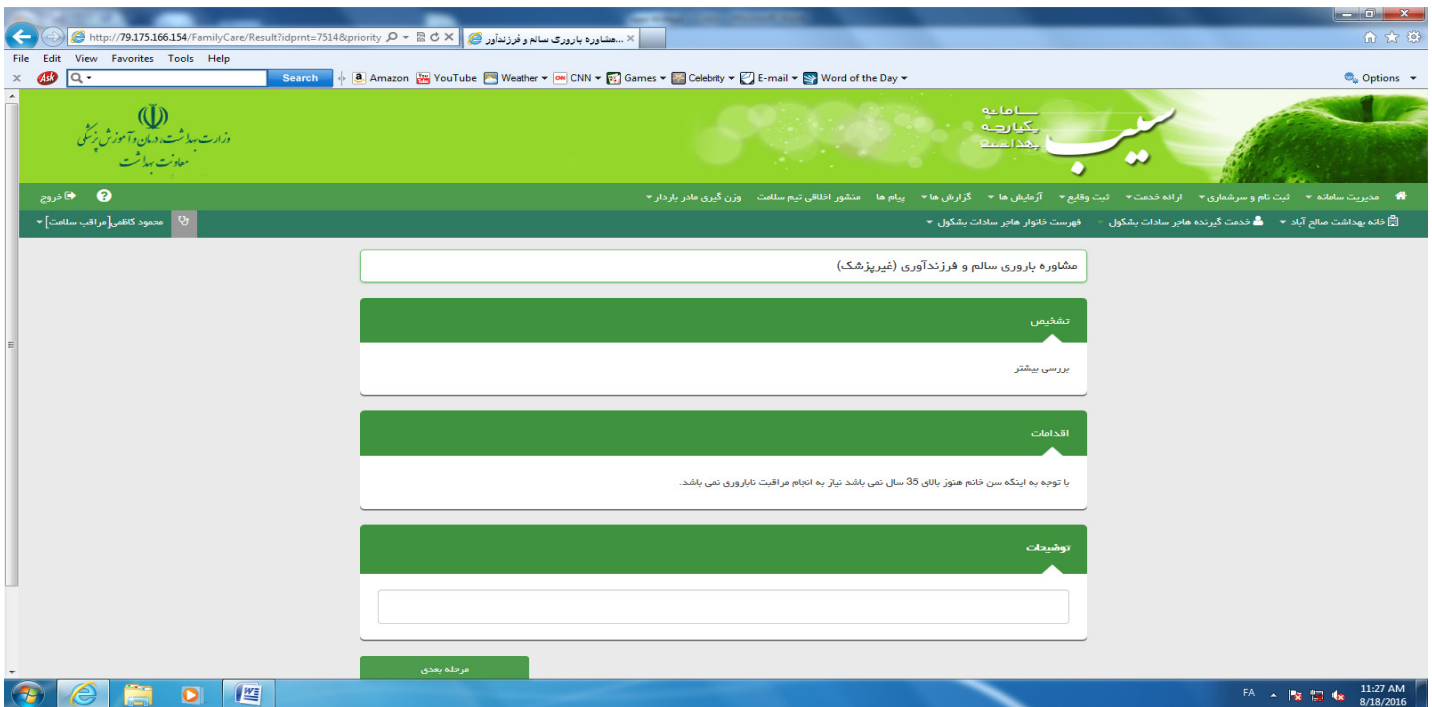 http://79.175.166.154/FamilyCare/Result?idprnt=7514&priority
مشاوره باروری سالم و فرزندآور...
File Edit View Favorites Tools Help
Ask Search Amazon YouTube Weather CNN Games Celebrity E-mail Word of the Day Options
سامانه
یکپارچه
بهداشت
سیب
وزارت بهداشت، درمان و آموزش پزشکی
معاونت بهداشت
مدیریت سامانه ثبت نام و سرشماری ارائه خدمت ثبت وقایع آزمایش ها گزارش ها پیام ها منشور اخلاقی تیم سلامت وزن گیری مادر باردار ? خروج
خانه بهداشت صالح آباد خدمت گیرنده هاجر سادات بشکول فهرست خانوار هاجر سادات بشکول محمود کاظمی[مراقب سلامت]
مشاوره باروری سالم و فرزندآوری (غیرپزشک)
تشخیص
بررسی بیشتر
اقدامات
با توجه به اینکه سن خانم هنوز بالای 35 سال نمی باشد نیاز به انجام مراقبت ناباروری نمی باشد.
توضیحات
مرحله بعدی
FA 11:27 AM
8/18/2016